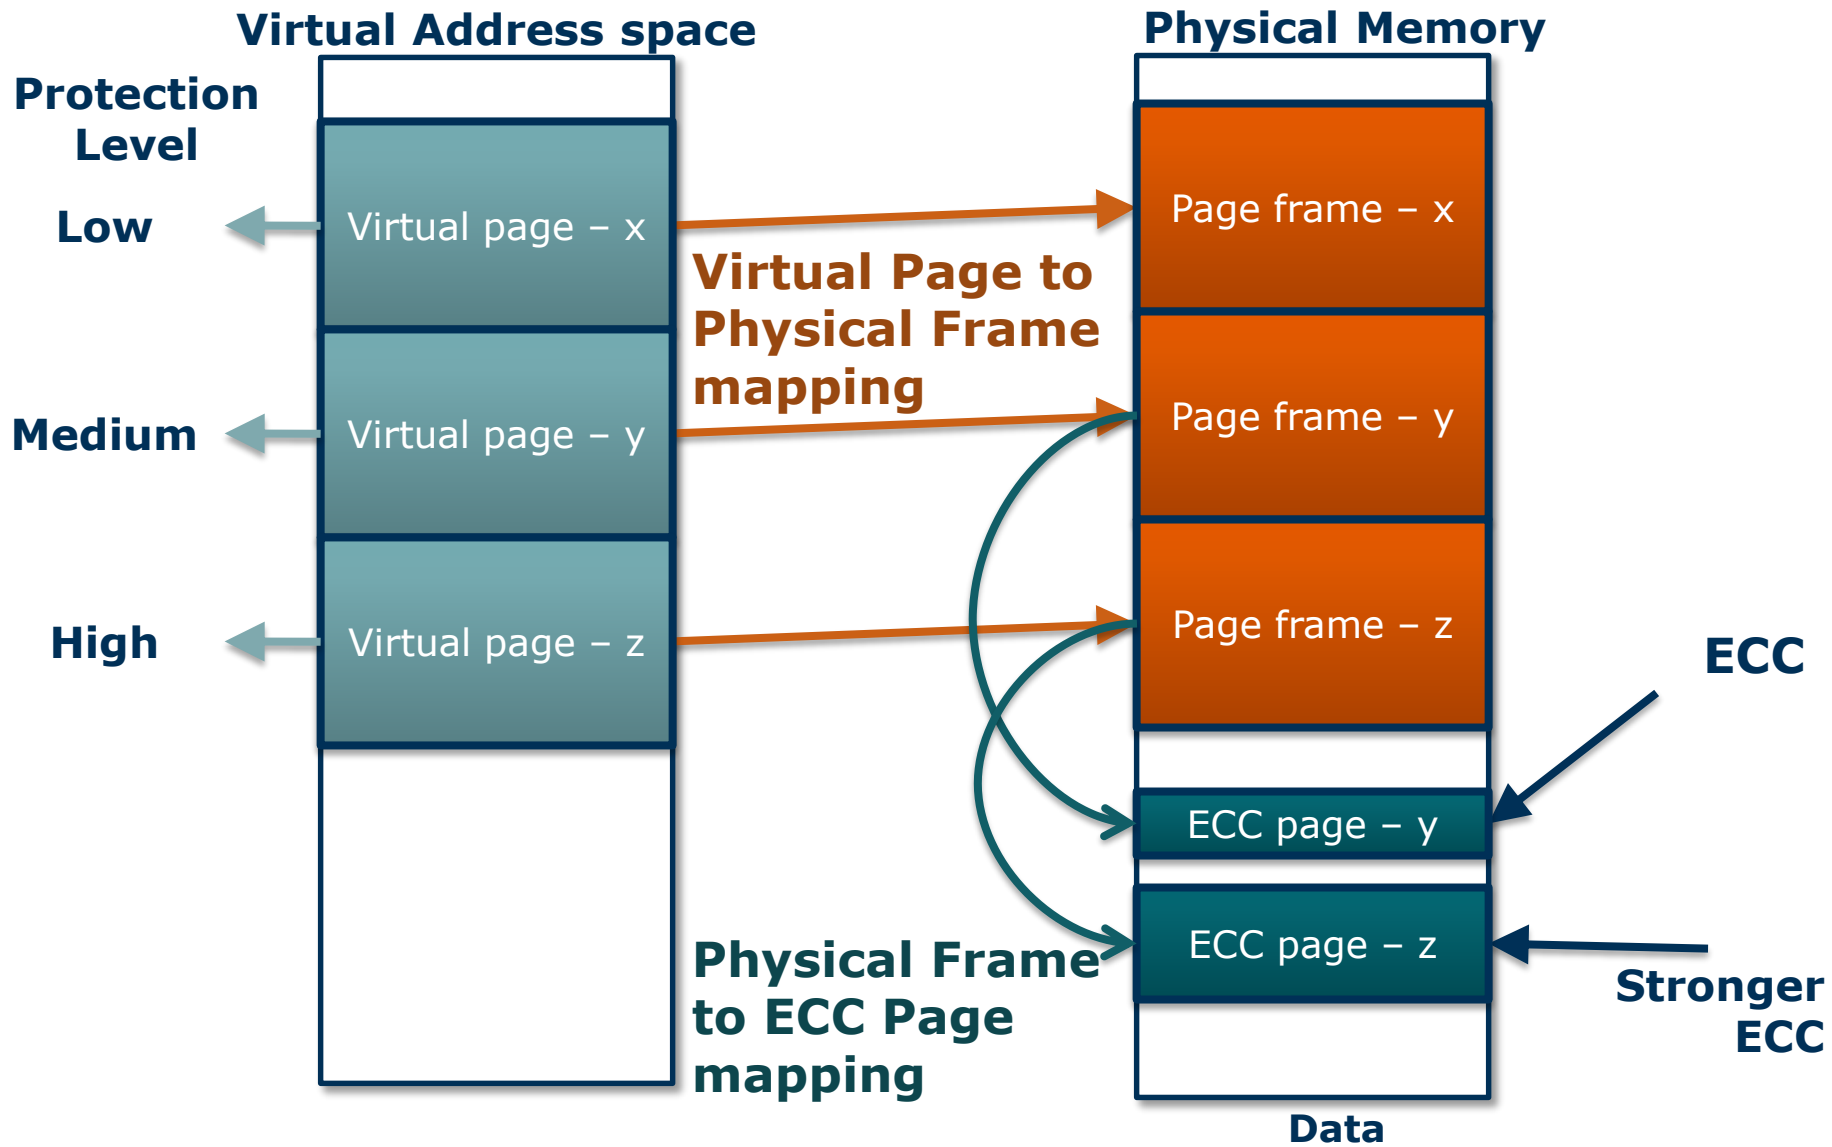 Virtual Address space
Physical Memory
Protection
Level
Low
Medium
High
Virtual page – x
Virtual page – y
Virtual page – z
Virtual Page to
Physical Frame
mapping
Page frame – x
Page frame – y
Page frame – z
ECC
ECC page – y
ECC page – z
Physical Frame
to ECC Page
mapping
Stronger
ECC
Data